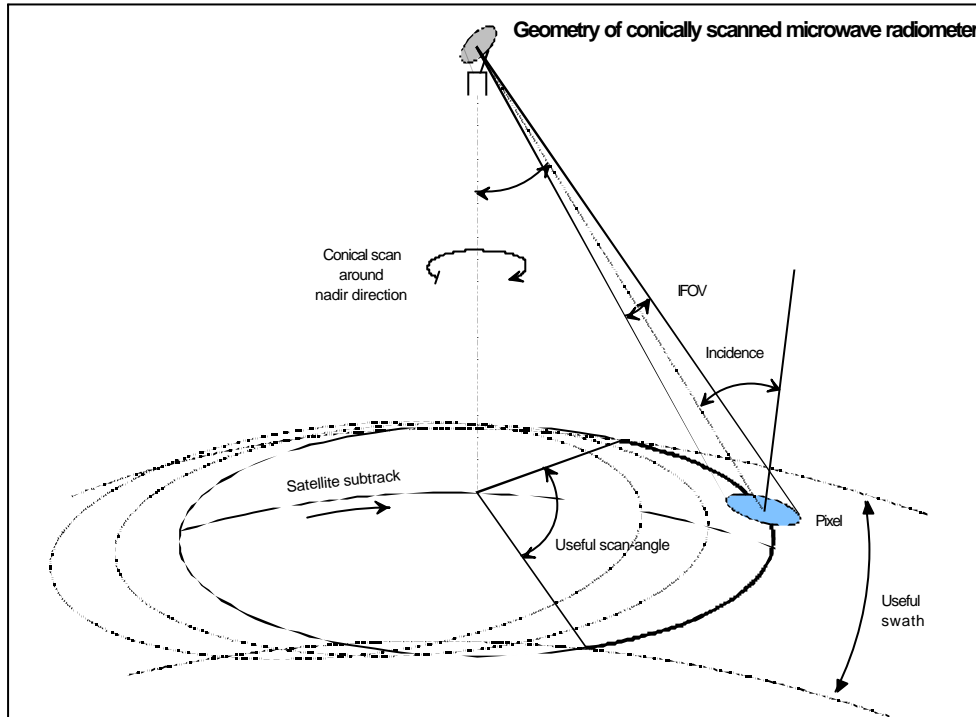 Geometry of conically scanned microwave radiometer
Conical scan
around
nadir direction
IFOV
Incidence
Satellite subtrack
Useful scan-angle
Pixel
Useful
swath